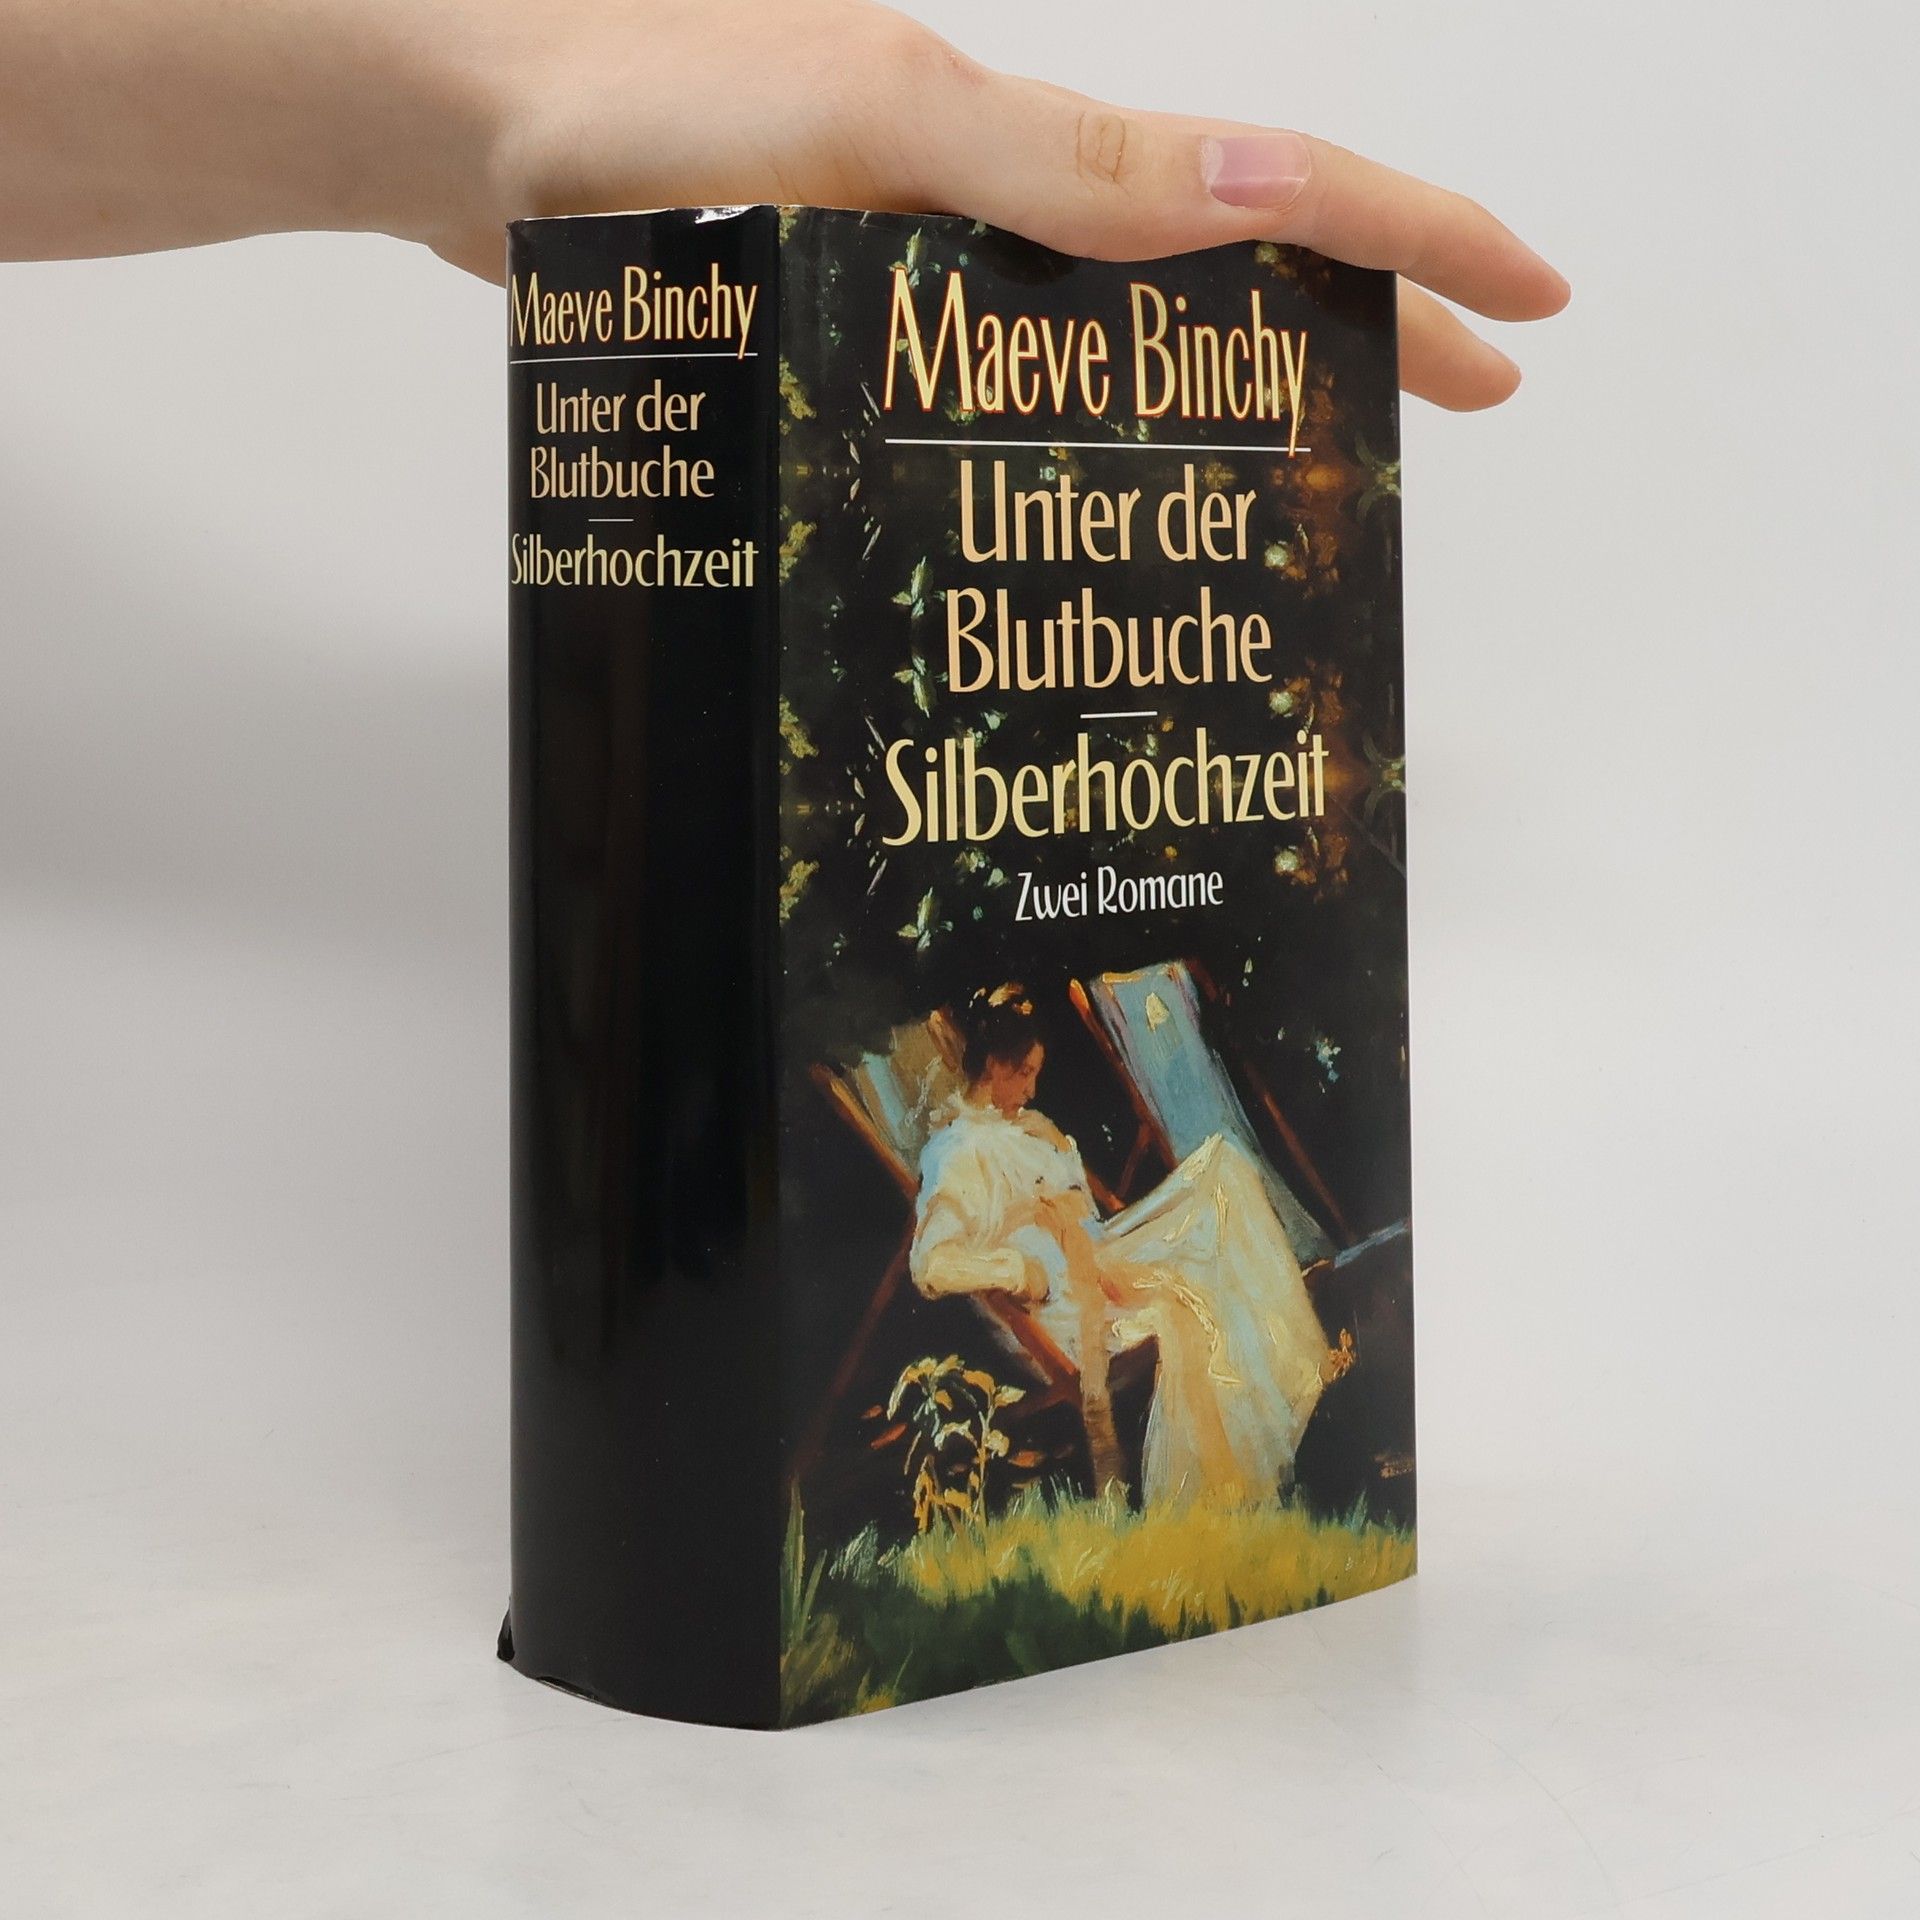 Maeve Binchy
Unter der
Blutbuche
Silberhochzeit
Maeve Binchy
Unter der
Blutbuche
Silberhochzeit
Zwei Romane